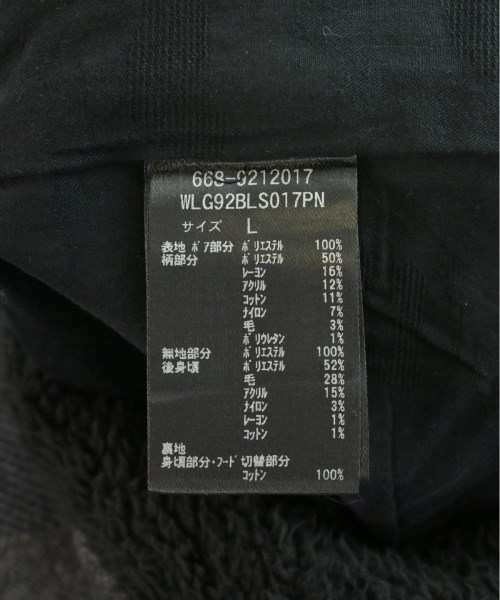 668-9212017
WLG92BLS017PN
サイズ L
表地 ボア部分 ポリエステル 100%
柄部分 ポリエステル 50%
レーヨン 16%
アクリル 12%
コットン 11%
ナイロン 7%
毛 3%
ポリウレタン 1%
無地部分 ポリエステル 100%
後身頃 ポリエステル 52%
毛 28%
アクリル 15%
ナイロン 3%
レーヨン 1%
コットン 1%
裏地
身頃部分・フード切替部分
コットン 100%